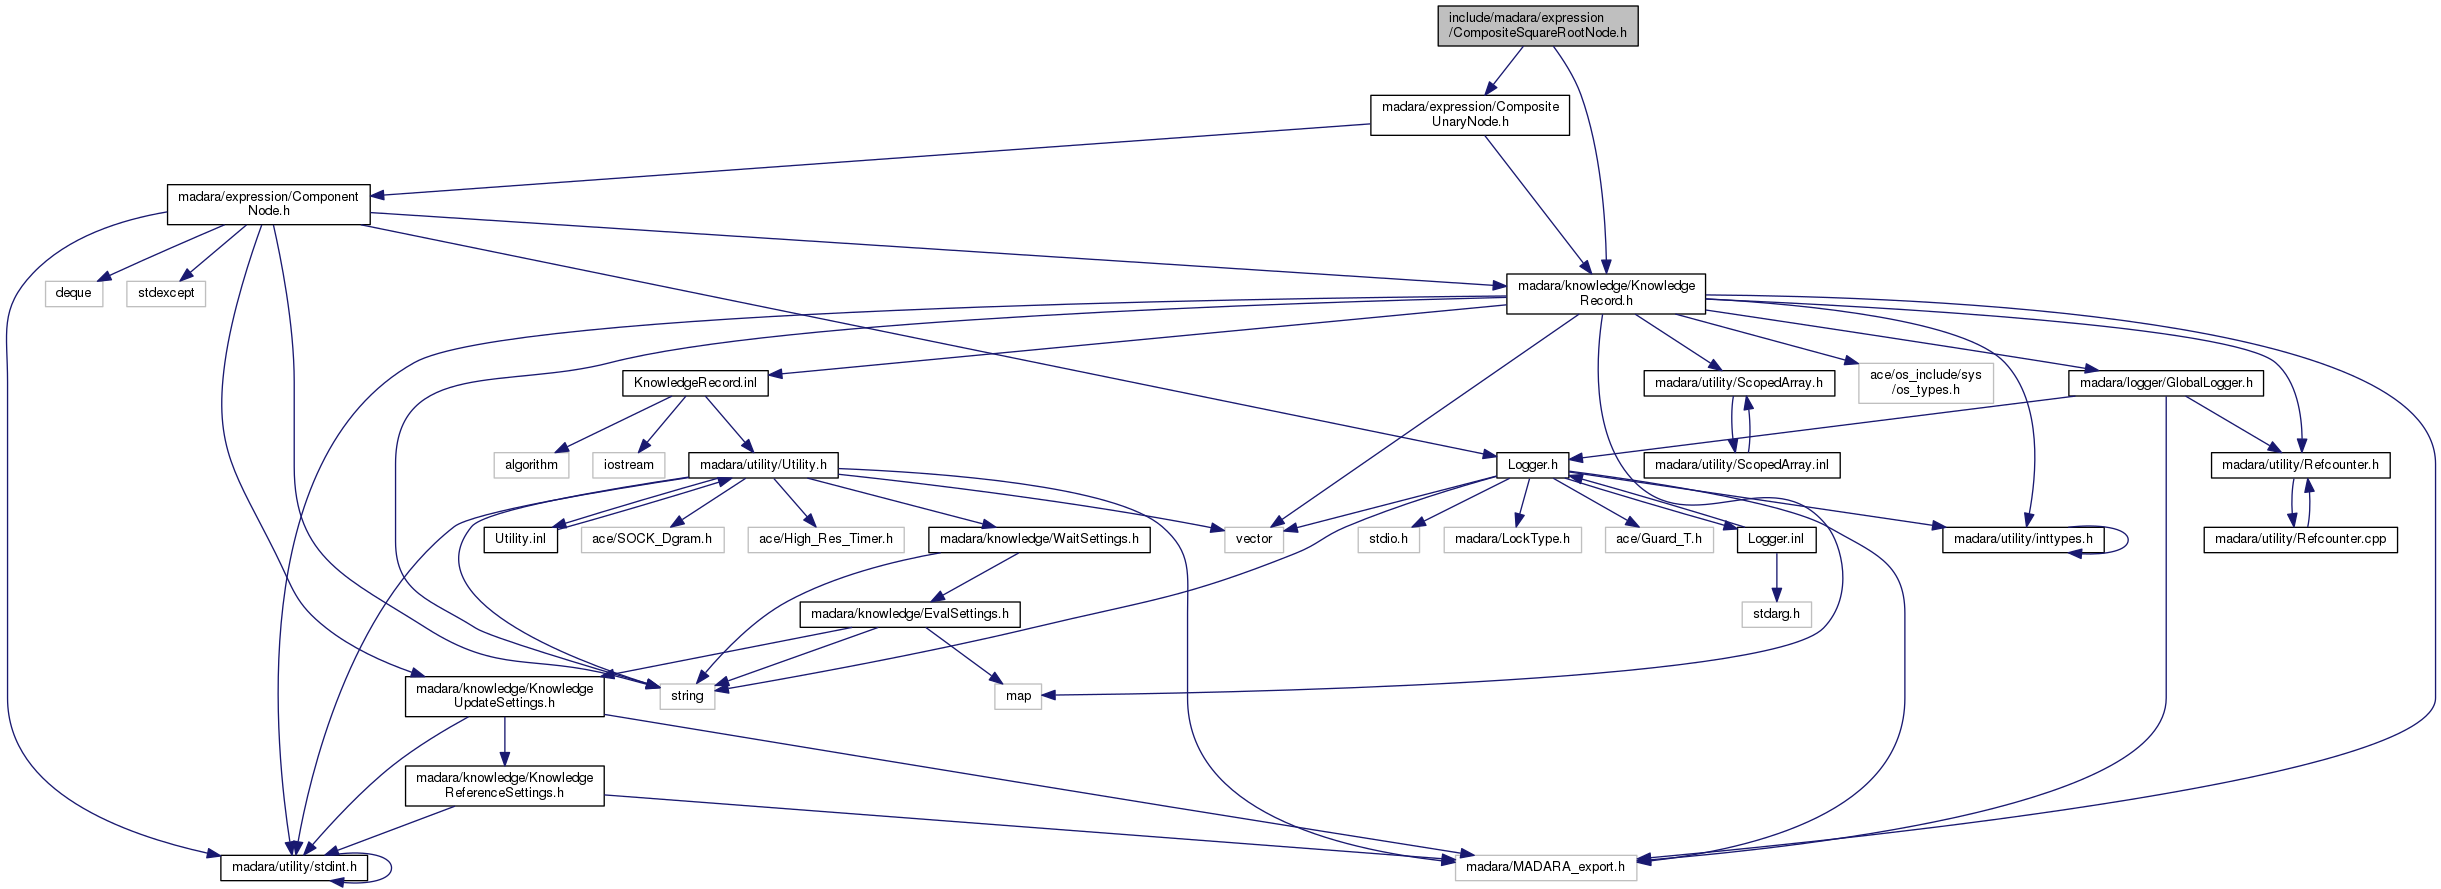 include/madara/expression
/CompositeSquareRootNode.h
madara/expression/Composite
UnaryNode.h
madara/expression/Component
Node.h
deque
stdexcept
madara/knowledge/Knowledge
Record.h
KnowledgeRecord.inl
madara/utility/ScopedArray.h
ace/os_include/sys
/os_types.h
madara/logger/GlobalLogger.h
algorithm
iostream
madara/utility/Utility.h
Logger.h
madara/utility/ScopedArray.inl
madara/utility/Refcounter.h
Utility.inl
ace/SOCK_Dgram.h
ace/High_Res_Timer.h
madara/knowledge/WaitSettings.h
vector
stdio.h
madara/LockType.h
ace/Guard_T.h
Logger.inl
madara/utility/inttypes.h
madara/utility/Refcounter.cpp
madara/knowledge/EvalSettings.h
stdarg.h
madara/knowledge/Knowledge
UpdateSettings.h
string
map
madara/knowledge/Knowledge
ReferenceSettings.h
madara/utility/stdint.h
madara/MADARA_export.h